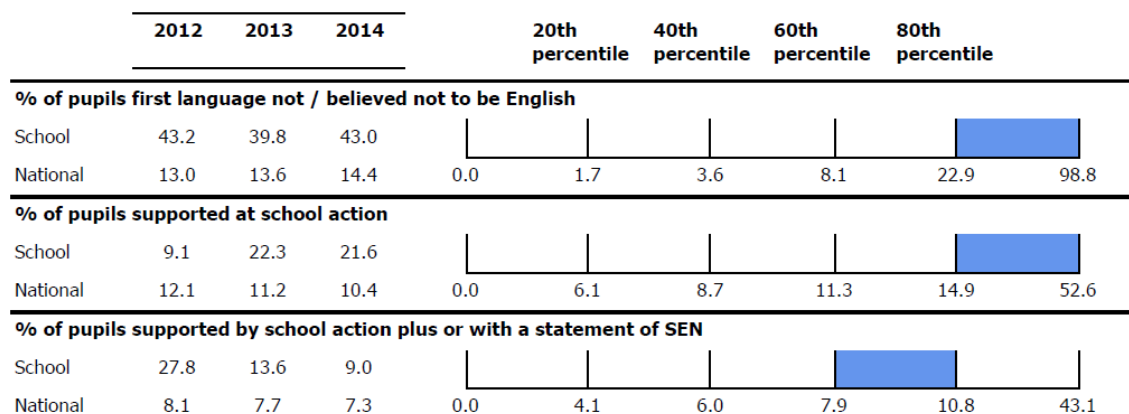 2012 2013 2014 20th percentile 40th percentile 60th percentile 80th percentile
% of pupils first language not / believed not to be English
School 43.2 39.8 43.0
National 13.0 13.6 14.4 0.0 1.7 3.6 8.1 22.9 98.8
% of pupils supported at school action
School 9.1 22.3 21.6
National 12.1 11.2 10.4 0.0 6.1 8.7 11.3 14.9 52.6
% of pupils supported by school action plus or with a statement of SEN
School 27.8 13.6 9.0
National 8.1 7.7 7.3 0.0 4.1 6.0 7.9 10.8 43.1